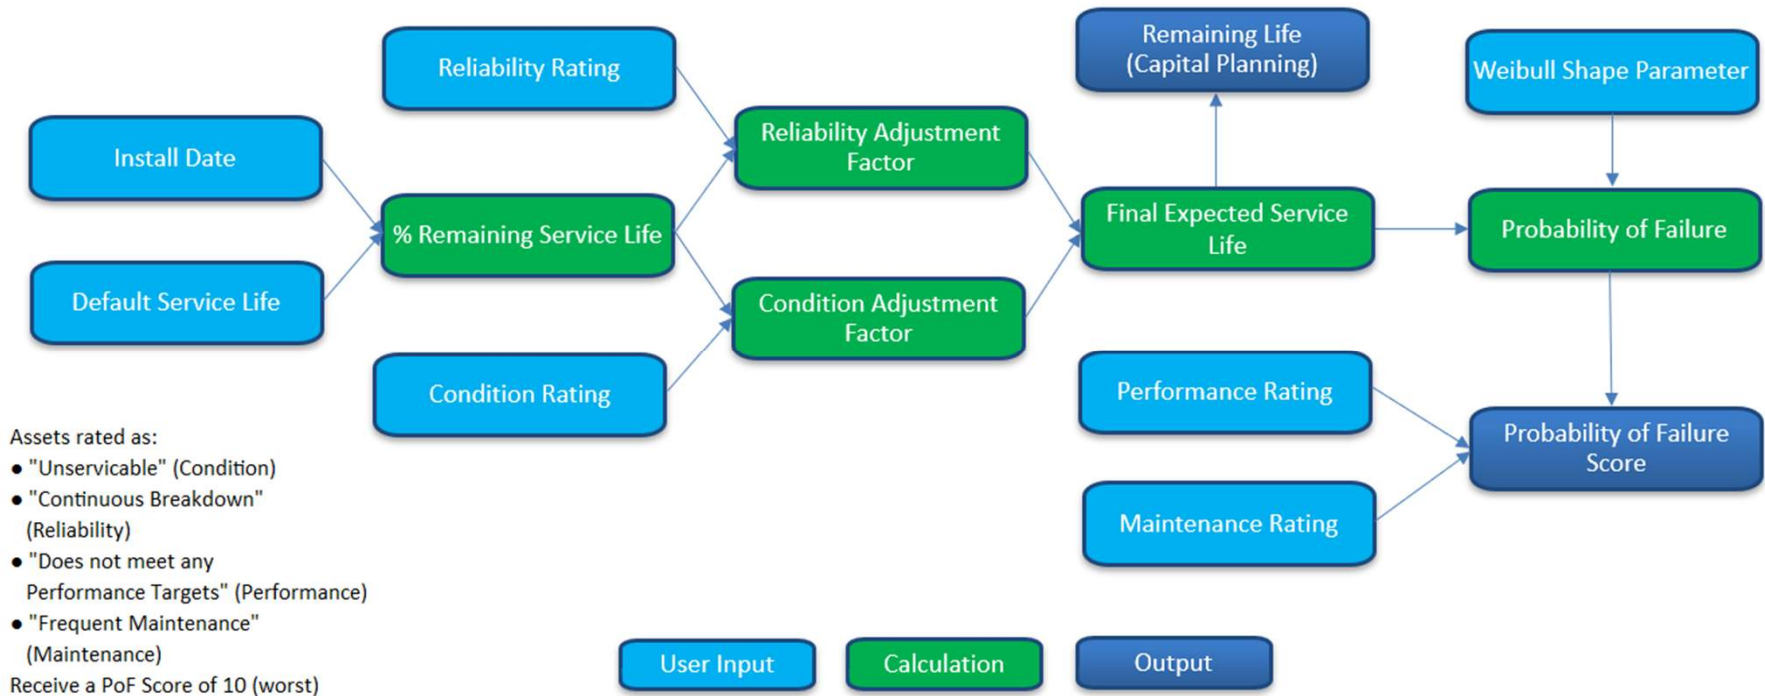 Reliability Rating
Remaining Life
(Capital Planning)
Weibull Shape Parameter
Install Date
Reliability Adjustment
Factor
% Remaining Service Life
Final Expected Service
Life
Probability of Failure
Default Service Life
Condition Adjustment
Factor
Condition Rating
Performance Rating
Probability of Failure
Score
Maintenance Rating
Assets rated as:
● "Unservicable" (Condition)
● "Continuous Breakdown"
(Reliability)
● "Does not meet any
Performance Targets" (Performance)
● "Frequent Maintenance"
(Maintenance)
Receive a PoF Score of 10 (worst)
User Input
Calculation
Output